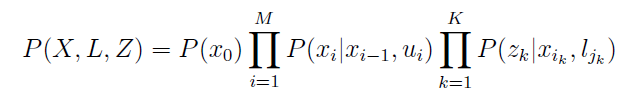 P(X, L, Z) = P(x_0) \prod_{i=1}^{M} P(x_i|x_{i-1}, u_i) \prod_{k=1}^{K} P(z_k|x_{i_k}, l_{j_k})